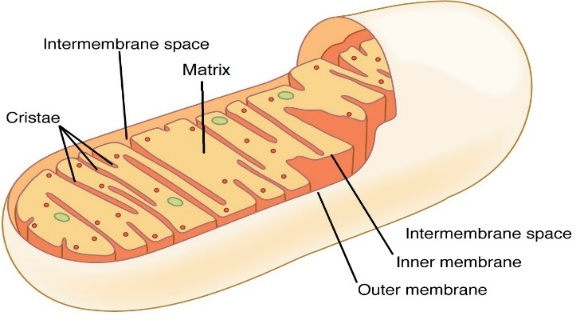 Intermembrane space
Matrix
Cristae
Intermembrane space
Inner membrane
Outer membrane